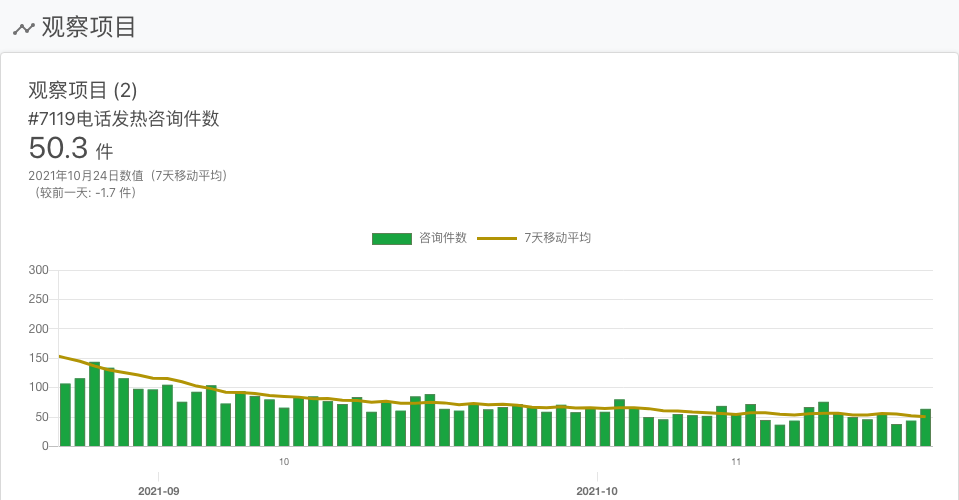 观察项目
观察项目 (2)
#7119电话发热咨询件数
50.3 件
2021年10月24日数值（7天移动平均）
（较前一天: -1.7 件）
咨询件数 7天移动平均
300
250
200
150
100
50
0
10 11
2021-09 2021-10